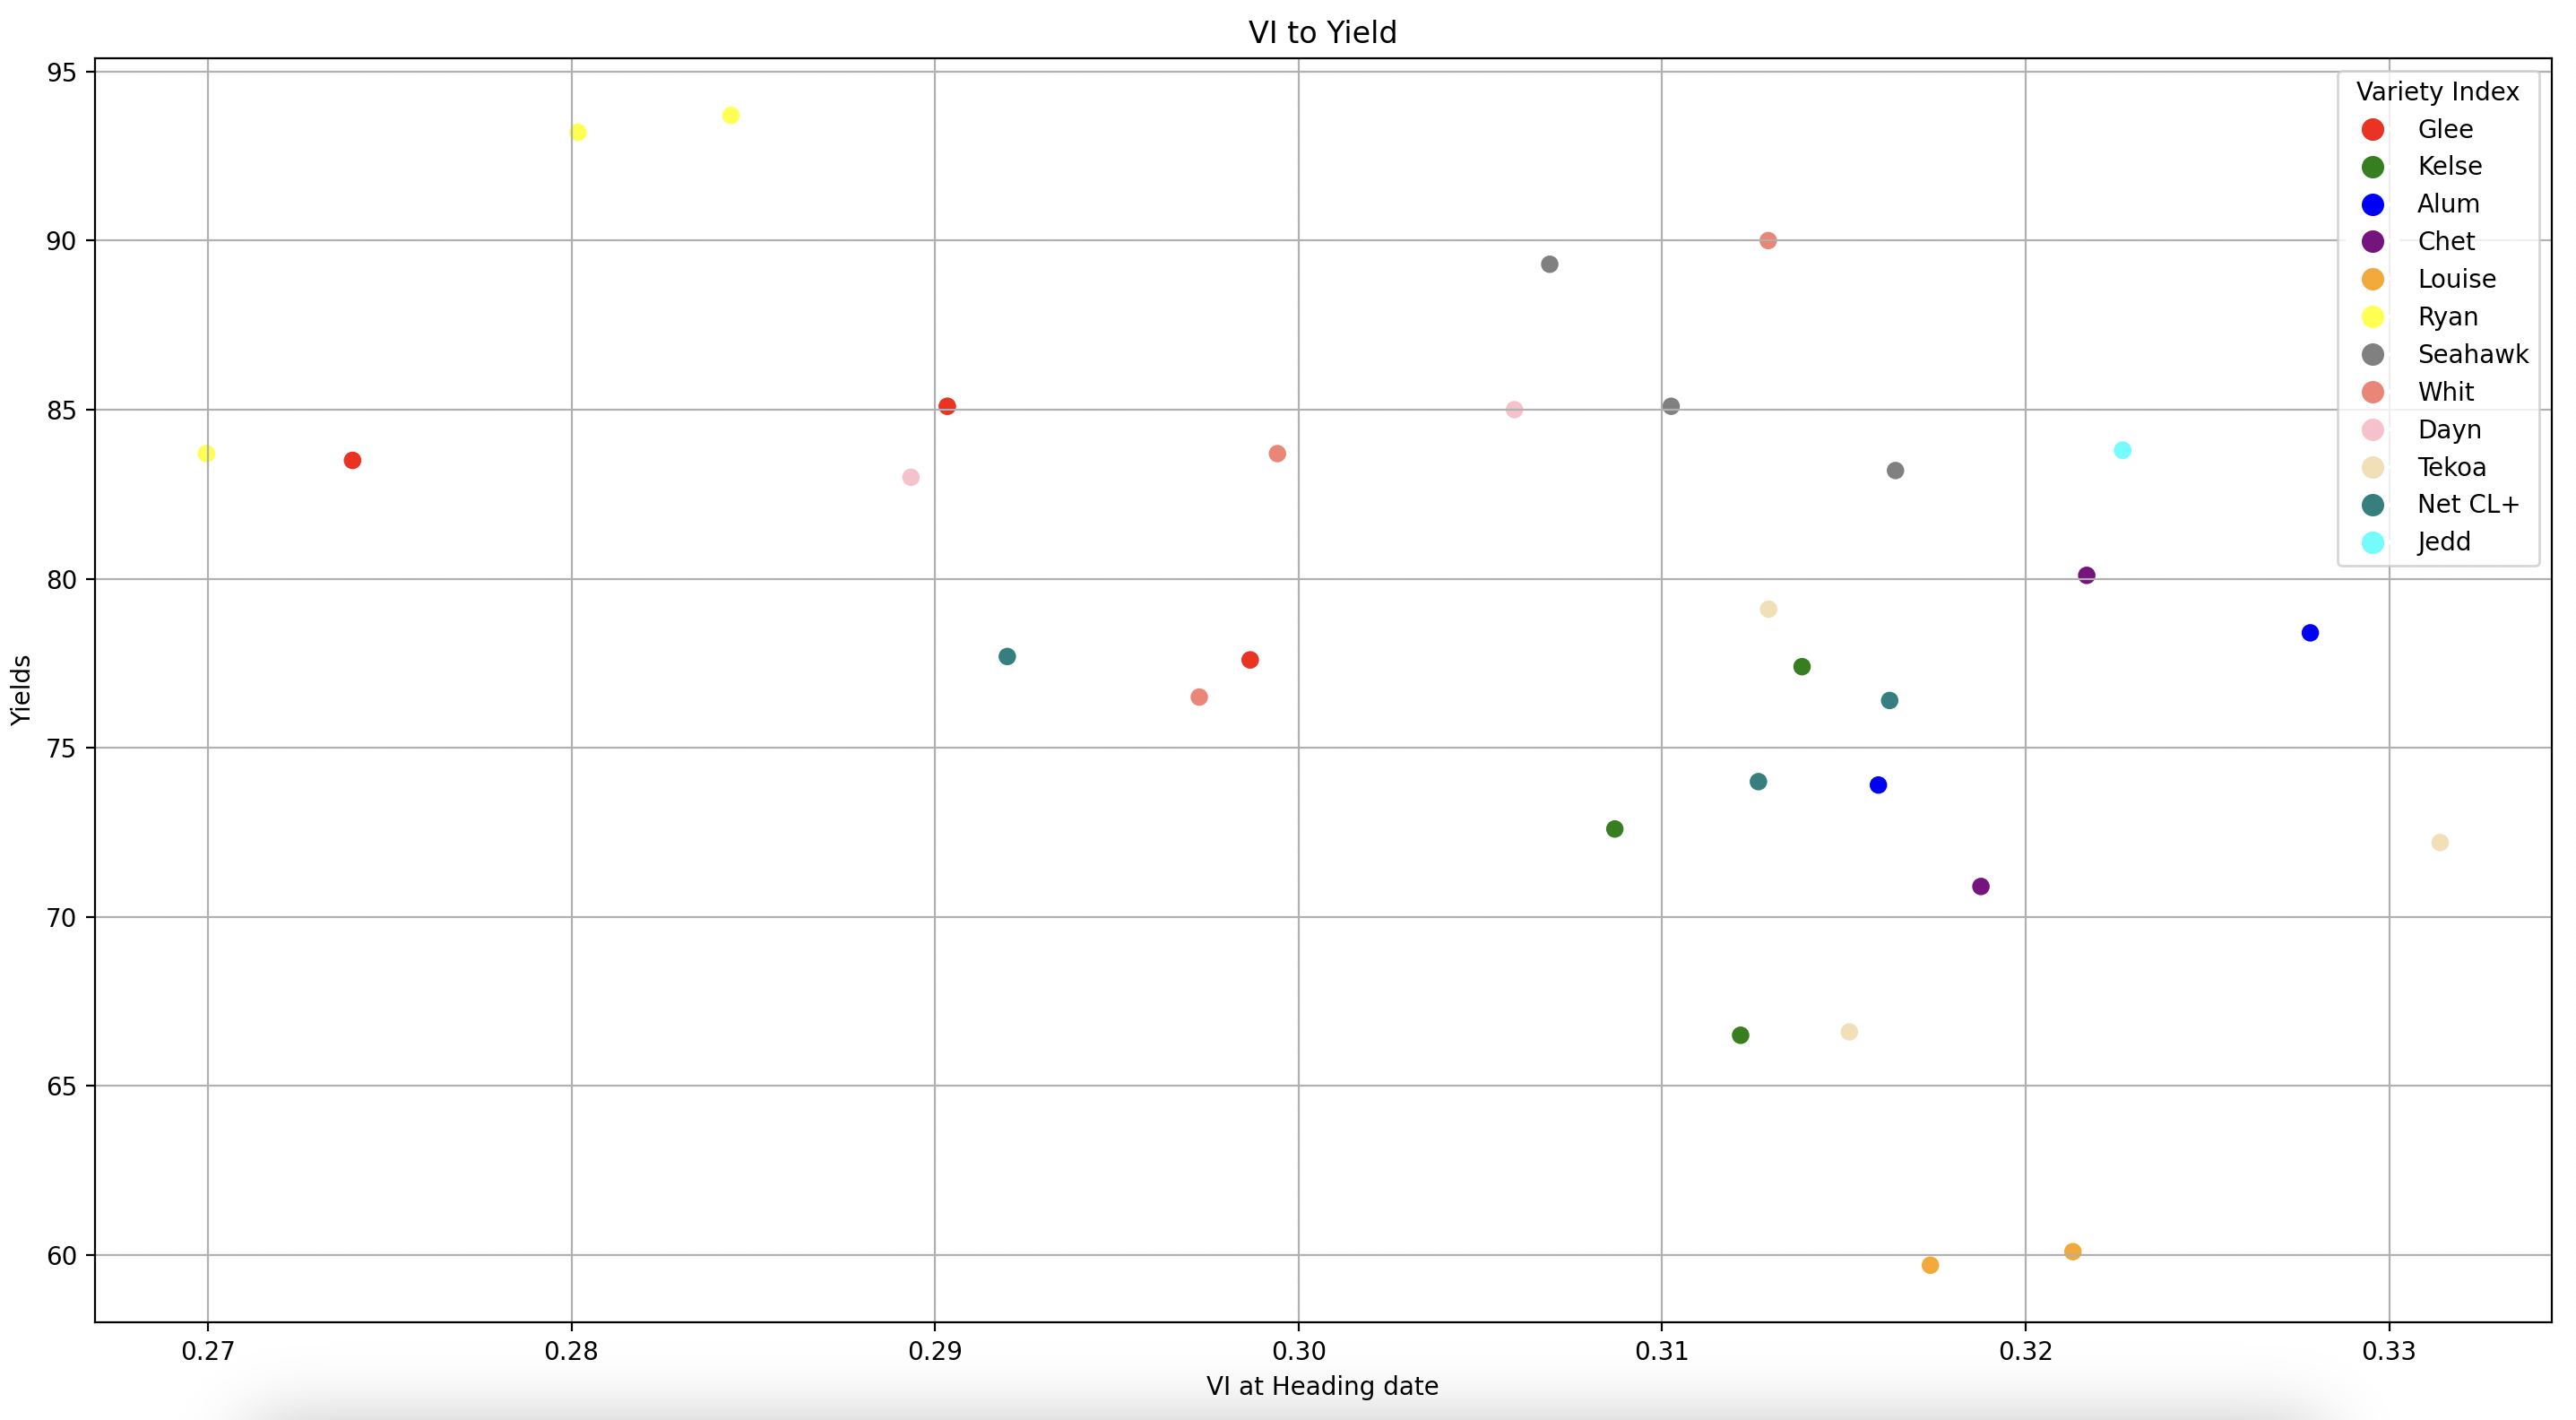 VI to Yield
95
90
85
80
75
70
65
60
Yields
Variety Index
Glee
Kelse
Alum
Chet
Louise
Ryan
Seahawk
Whit
Dayn
Tekoa
Net CL+
Jedd
0.27 0.28 0.29 0.30 0.31 0.32 0.33
VI at Heading date